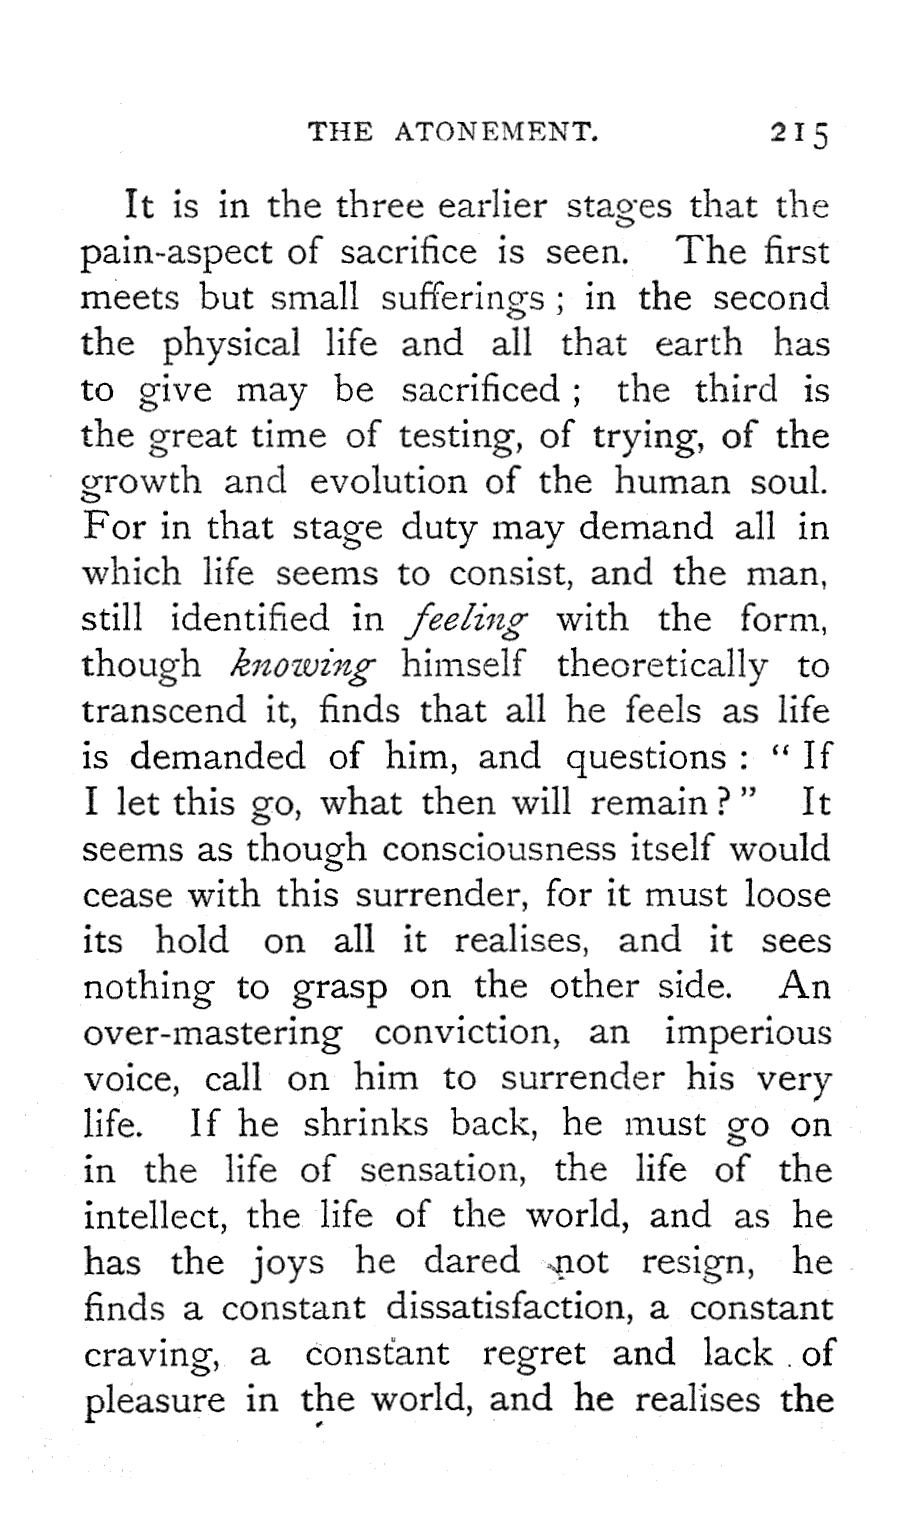 THE ATONEMENT. 215
It is in the three earlier stages that the
pain-aspect of sacrifice is seen. The first
meets but small sufferings ; in the second
the physical life and all that earth has
to give may be sacrificed ; the third is
the great time of testing, of trying, of the
growth and evolution of the human soul.
For in that stage duty may demand all in
which life seems to consist, and the man,
still identified in feeling with the form,
though knowing himself theoretically to
transcend it, finds that all he feels as life
is demanded of him, and questions : “ If
I let this go, what then will remain ? ” It
seems as though consciousness itself would
cease with this surrender, for it must loose
its hold on all it realises, and it sees
nothing to grasp on the other side. An
over-mastering conviction, an imperious
voice, call on him to surrender his very
life. If he shrinks back, he must go on
in the life of sensation, the life of the
intellect, the life of the world, and as he
has the joys he dared not resign, he
finds a constant dissatisfaction, a constant
craving, a constant regret and lack of
pleasure in the world, and he realises the